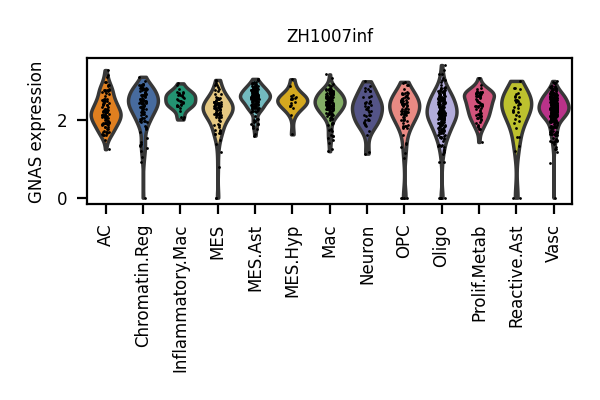 ZH1007inf
GNAS expression
2
0
AC
Chromatin.Reg
Inflammatory.Mac
MES
MES.Ast
MES.Hyp
Mac
Neuron
OPC
Oligo
Prolif.Metab
Reactive.Ast
Vasc